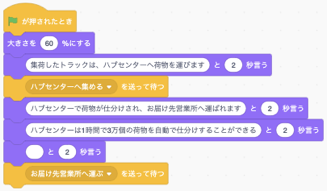 が押されたとき
大きさを 60 %にする
集荷したトラックは、ハブセンターへ荷物を運びます と 2 秒言う
ハブセンターへ集める を送って待つ
ハブセンターで荷物が仕分けされ、お届け先営業所へ運ばれます と 2 秒言う
ハブセンターは1時間で3万個の荷物を自動で仕分けすることができる と 2 秒言う
と 2 秒言う
お届け先営業所へ運ぶ を送って待つ